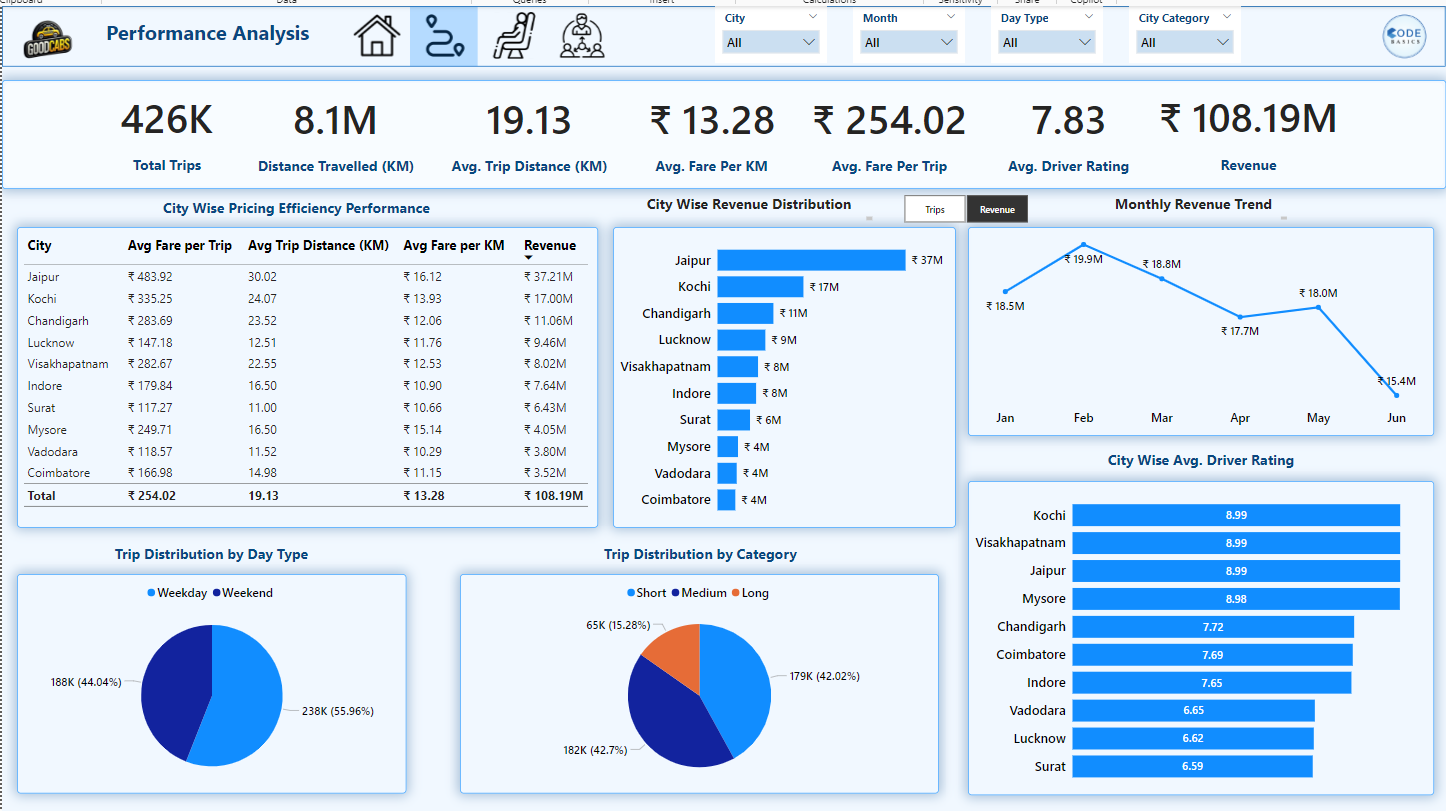 Clipboard Data Queries Insert Calculations Sensitivity Share Copilot
GOODCABS
Performance Analysis
City Month Day Type City Category
All All All All
CODE
BASICS
426K 8.1M 19.13 ₹ 13.28 ₹ 254.02 7.83 ₹ 108.19M
Total Trips Distance Travelled (KM) Avg. Trip Distance (KM) Avg. Fare Per KM Avg. Fare Per Trip Avg. Driver Rating Revenue
City Wise Pricing Efficiency Performance
City Avg Fare per Trip Avg Trip Distance (KM) Avg Fare per KM Revenue
Jaipur ₹ 483.92 30.02 ₹ 16.12 ₹ 37.21M
Kochi ₹ 335.25 24.07 ₹ 13.93 ₹ 17.00M
Chandigarh ₹ 283.69 23.52 ₹ 12.06 ₹ 11.06M
Lucknow ₹ 147.18 12.51 ₹ 11.76 ₹ 9.46M
Visakhapatnam ₹ 282.67 22.55 ₹ 12.53 ₹ 8.02M
Indore ₹ 179.84 16.50 ₹ 10.90 ₹ 7.64M
Surat ₹ 117.27 11.00 ₹ 10.66 ₹ 6.43M
Mysore ₹ 249.71 16.50 ₹ 15.14 ₹ 4.05M
Vadodara ₹ 118.57 11.52 ₹ 10.29 ₹ 3.80M
Coimbatore ₹ 166.98 14.98 ₹ 11.15 ₹ 3.52M
Total ₹ 254.02 19.13 ₹ 13.28 ₹ 108.19M
City Wise Revenue Distribution
Trips Revenue
Jaipur ₹ 37M
Kochi ₹ 17M
Chandigarh ₹ 11M
Lucknow ₹ 9M
Visakhapatnam ₹ 8M
Indore ₹ 8M
Surat ₹ 6M
Mysore ₹ 4M
Vadodara ₹ 4M
Coimbatore ₹ 4M
Monthly Revenue Trend
₹ 18.5M ₹ 19.9M ₹ 18.8M ₹ 17.7M ₹ 18.0M ₹ 15.4M
Jan Feb Mar Apr May Jun
Trip Distribution by Day Type
Weekday Weekend
188K (44.04%)
238K (55.96%)
Trip Distribution by Category
Short Medium Long
65K (15.28%)
179K (42.02%)
182K (42.7%)
City Wise Avg. Driver Rating
Kochi 8.99
Visakhapatnam 8.99
Jaipur 8.99
Mysore 8.98
Chandigarh 7.72
Coimbatore 7.69
Indore 7.65
Vadodara 6.65
Lucknow 6.62
Surat 6.59